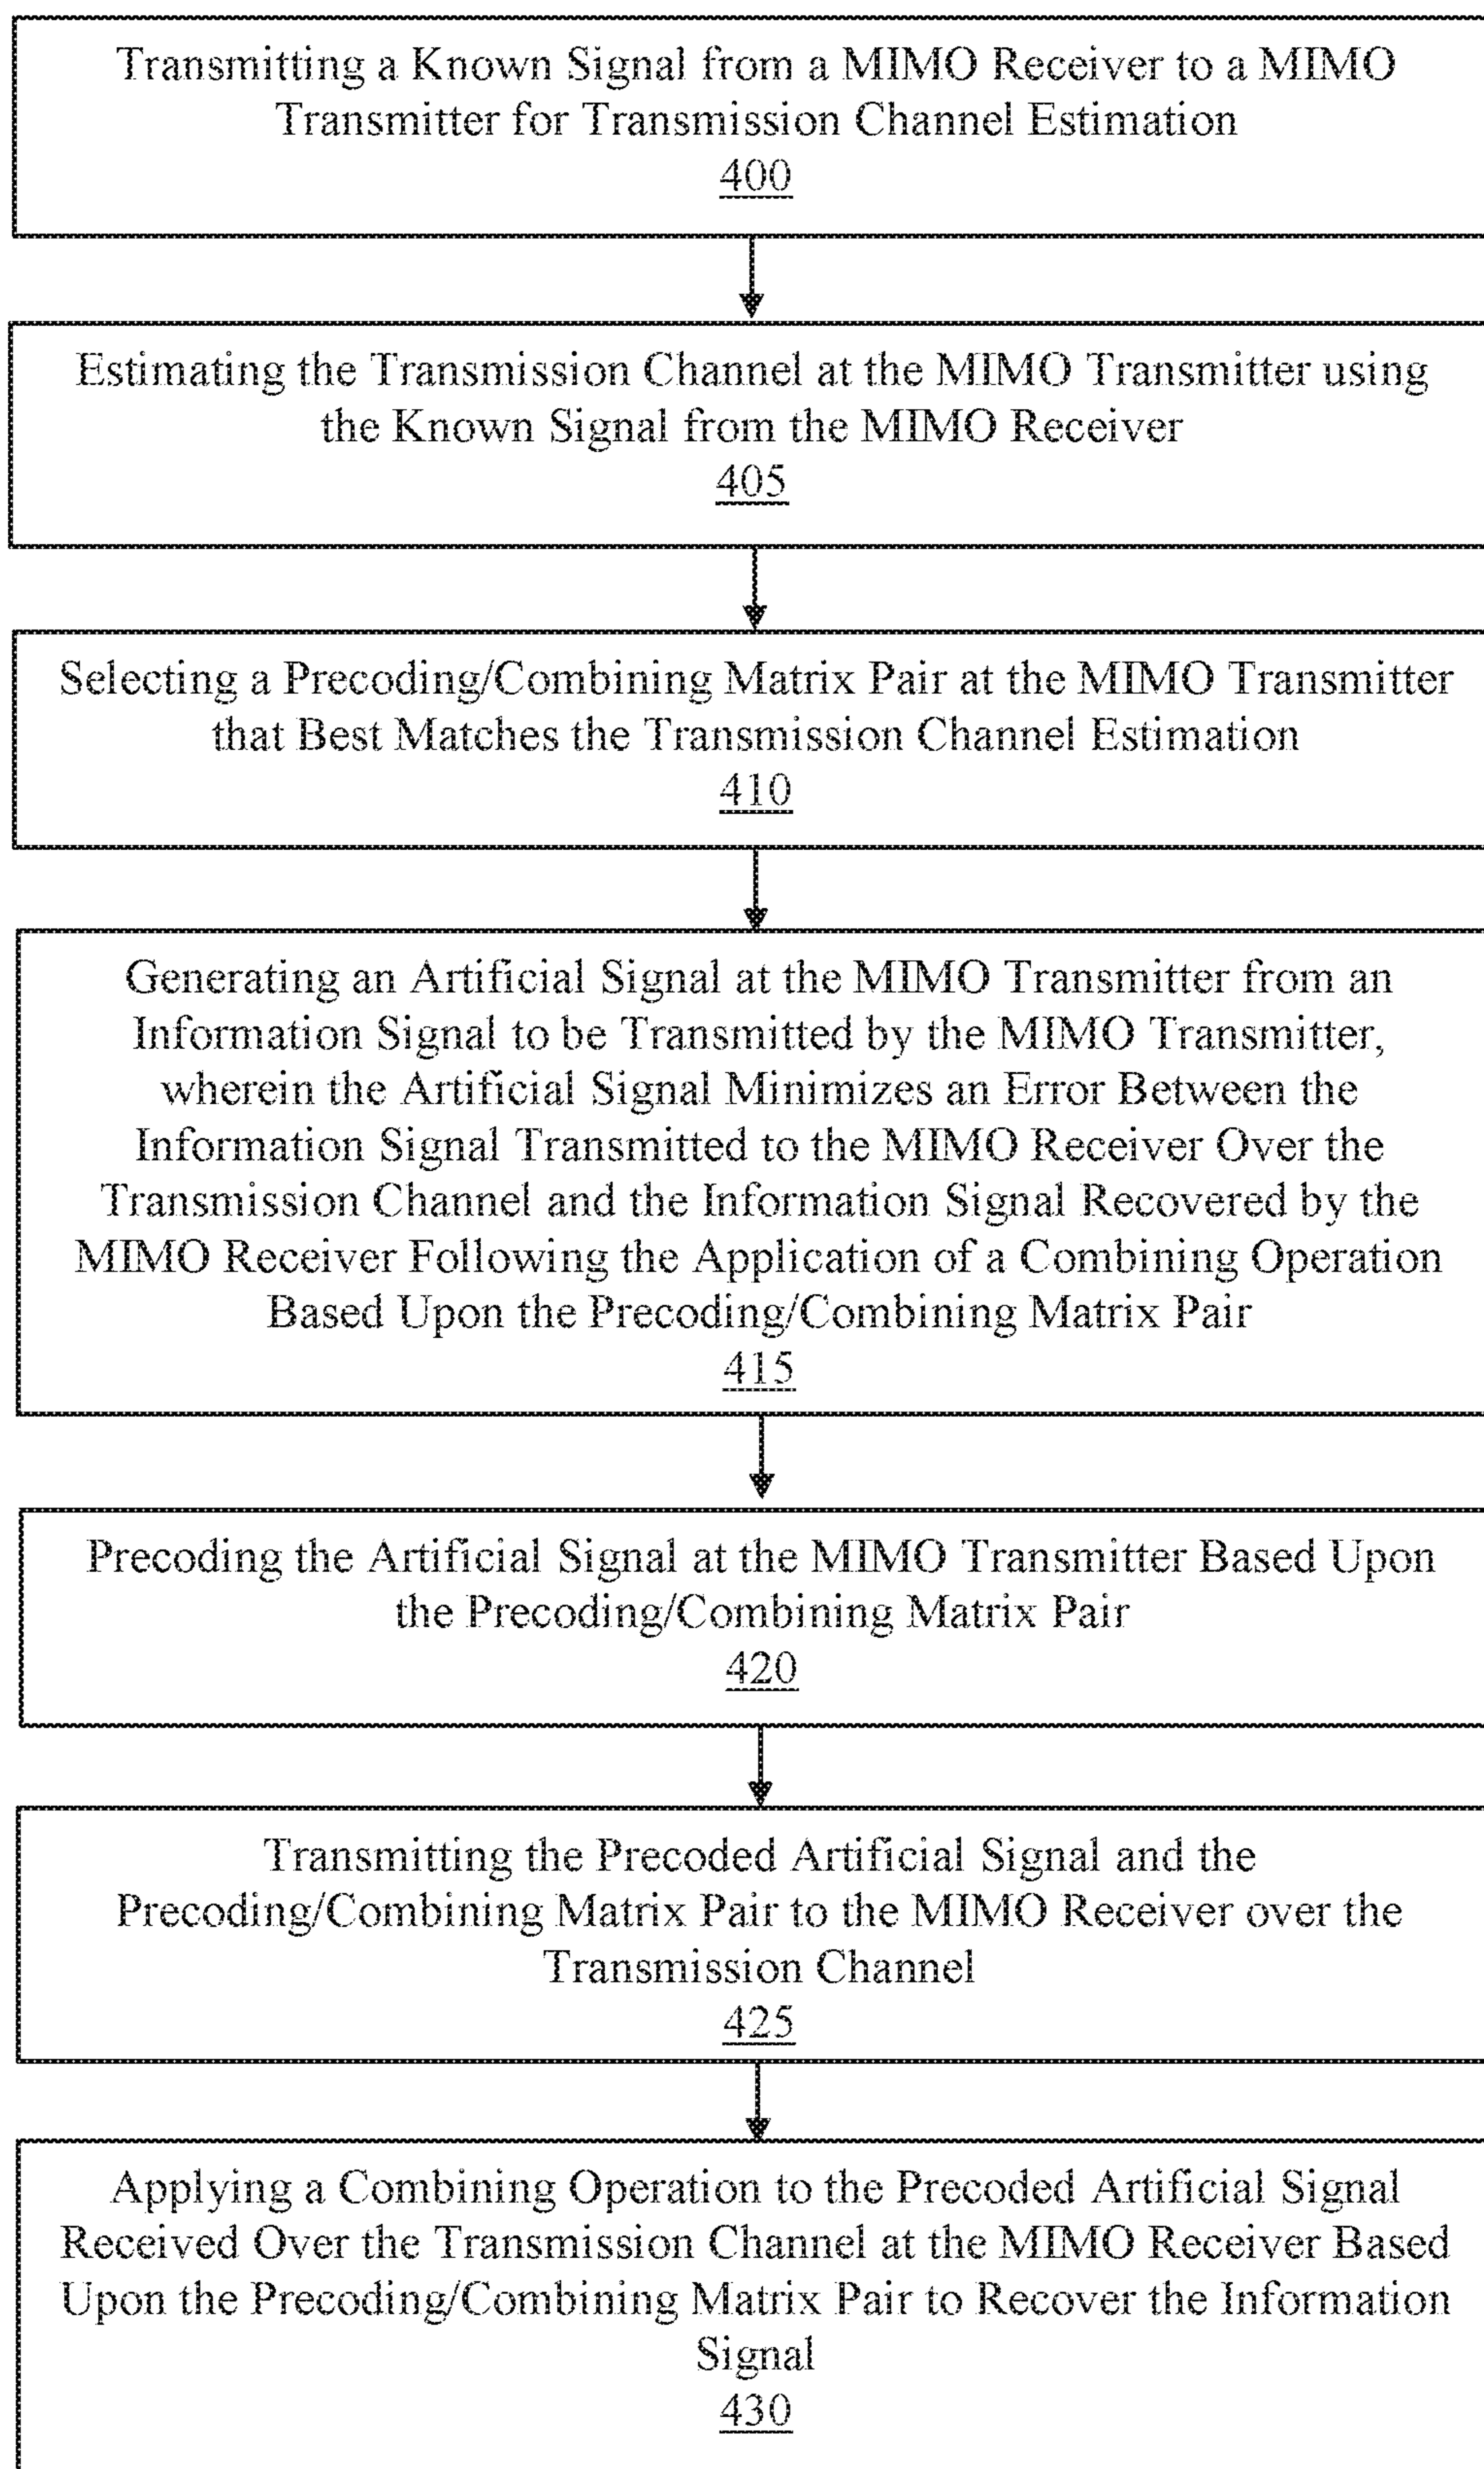 Transmitting a Known Signal from a MIMO Receiver to a MIMO
Transmitter for Transmission Channel Estimation
400
Estimating the Transmission Channel at the MIMO Transmitter using
the Known Signal from the MIMO Receiver
405
Selecting a Precoding/Combining Matrix Pair at the MIMO Transmitter
that Best Matches the Transmission Channel Estimation
410
Generating an Artificial Signal at the MIMO Transmitter from an
Information Signal to be Transmitted by the MIMO Transmitter,
wherein the Artificial Signal Minimizes an Error Between the
Information Signal Transmitted to the MIMO Receiver Over the
Transmission Channel and the Information Signal Recovered by the
MIMO Receiver Following the Application of a Combining Operation
Based Upon the Precoding/Combining Matrix Pair
415
Precoding the Artificial Signal at the MIMO Transmitter Based Upon
the Precoding/Combining Matrix Pair
420
Transmitting the Precoded Artificial Signal and the
Precoding/Combining Matrix Pair to the MIMO Receiver over the
Transmission Channel
425
Applying a Combining Operation to the Precoded Artificial Signal
Received Over the Transmission Channel at the MIMO Receiver Based
Upon the Precoding/Combining Matrix Pair to Recover the Information
Signal
430